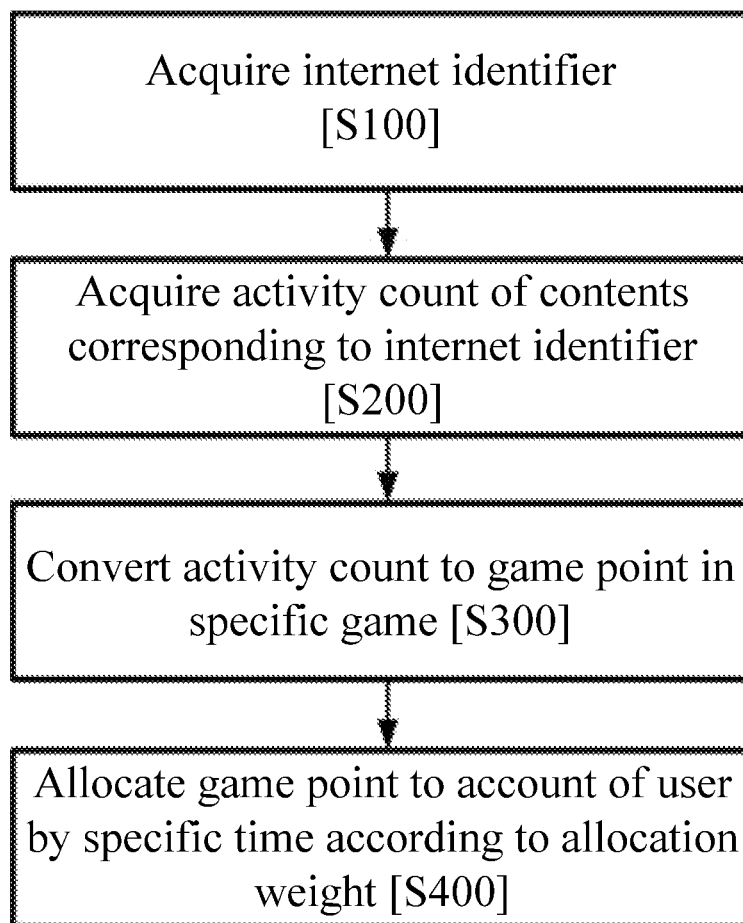 Acquire internet identifier
[S100]
Acquire activity count of contents
corresponding to internet identifier
[S200]
Convert activity count to game point in
specific game [S300]
Allocate game point to account of user
by specific time according to allocation
weight [S400]